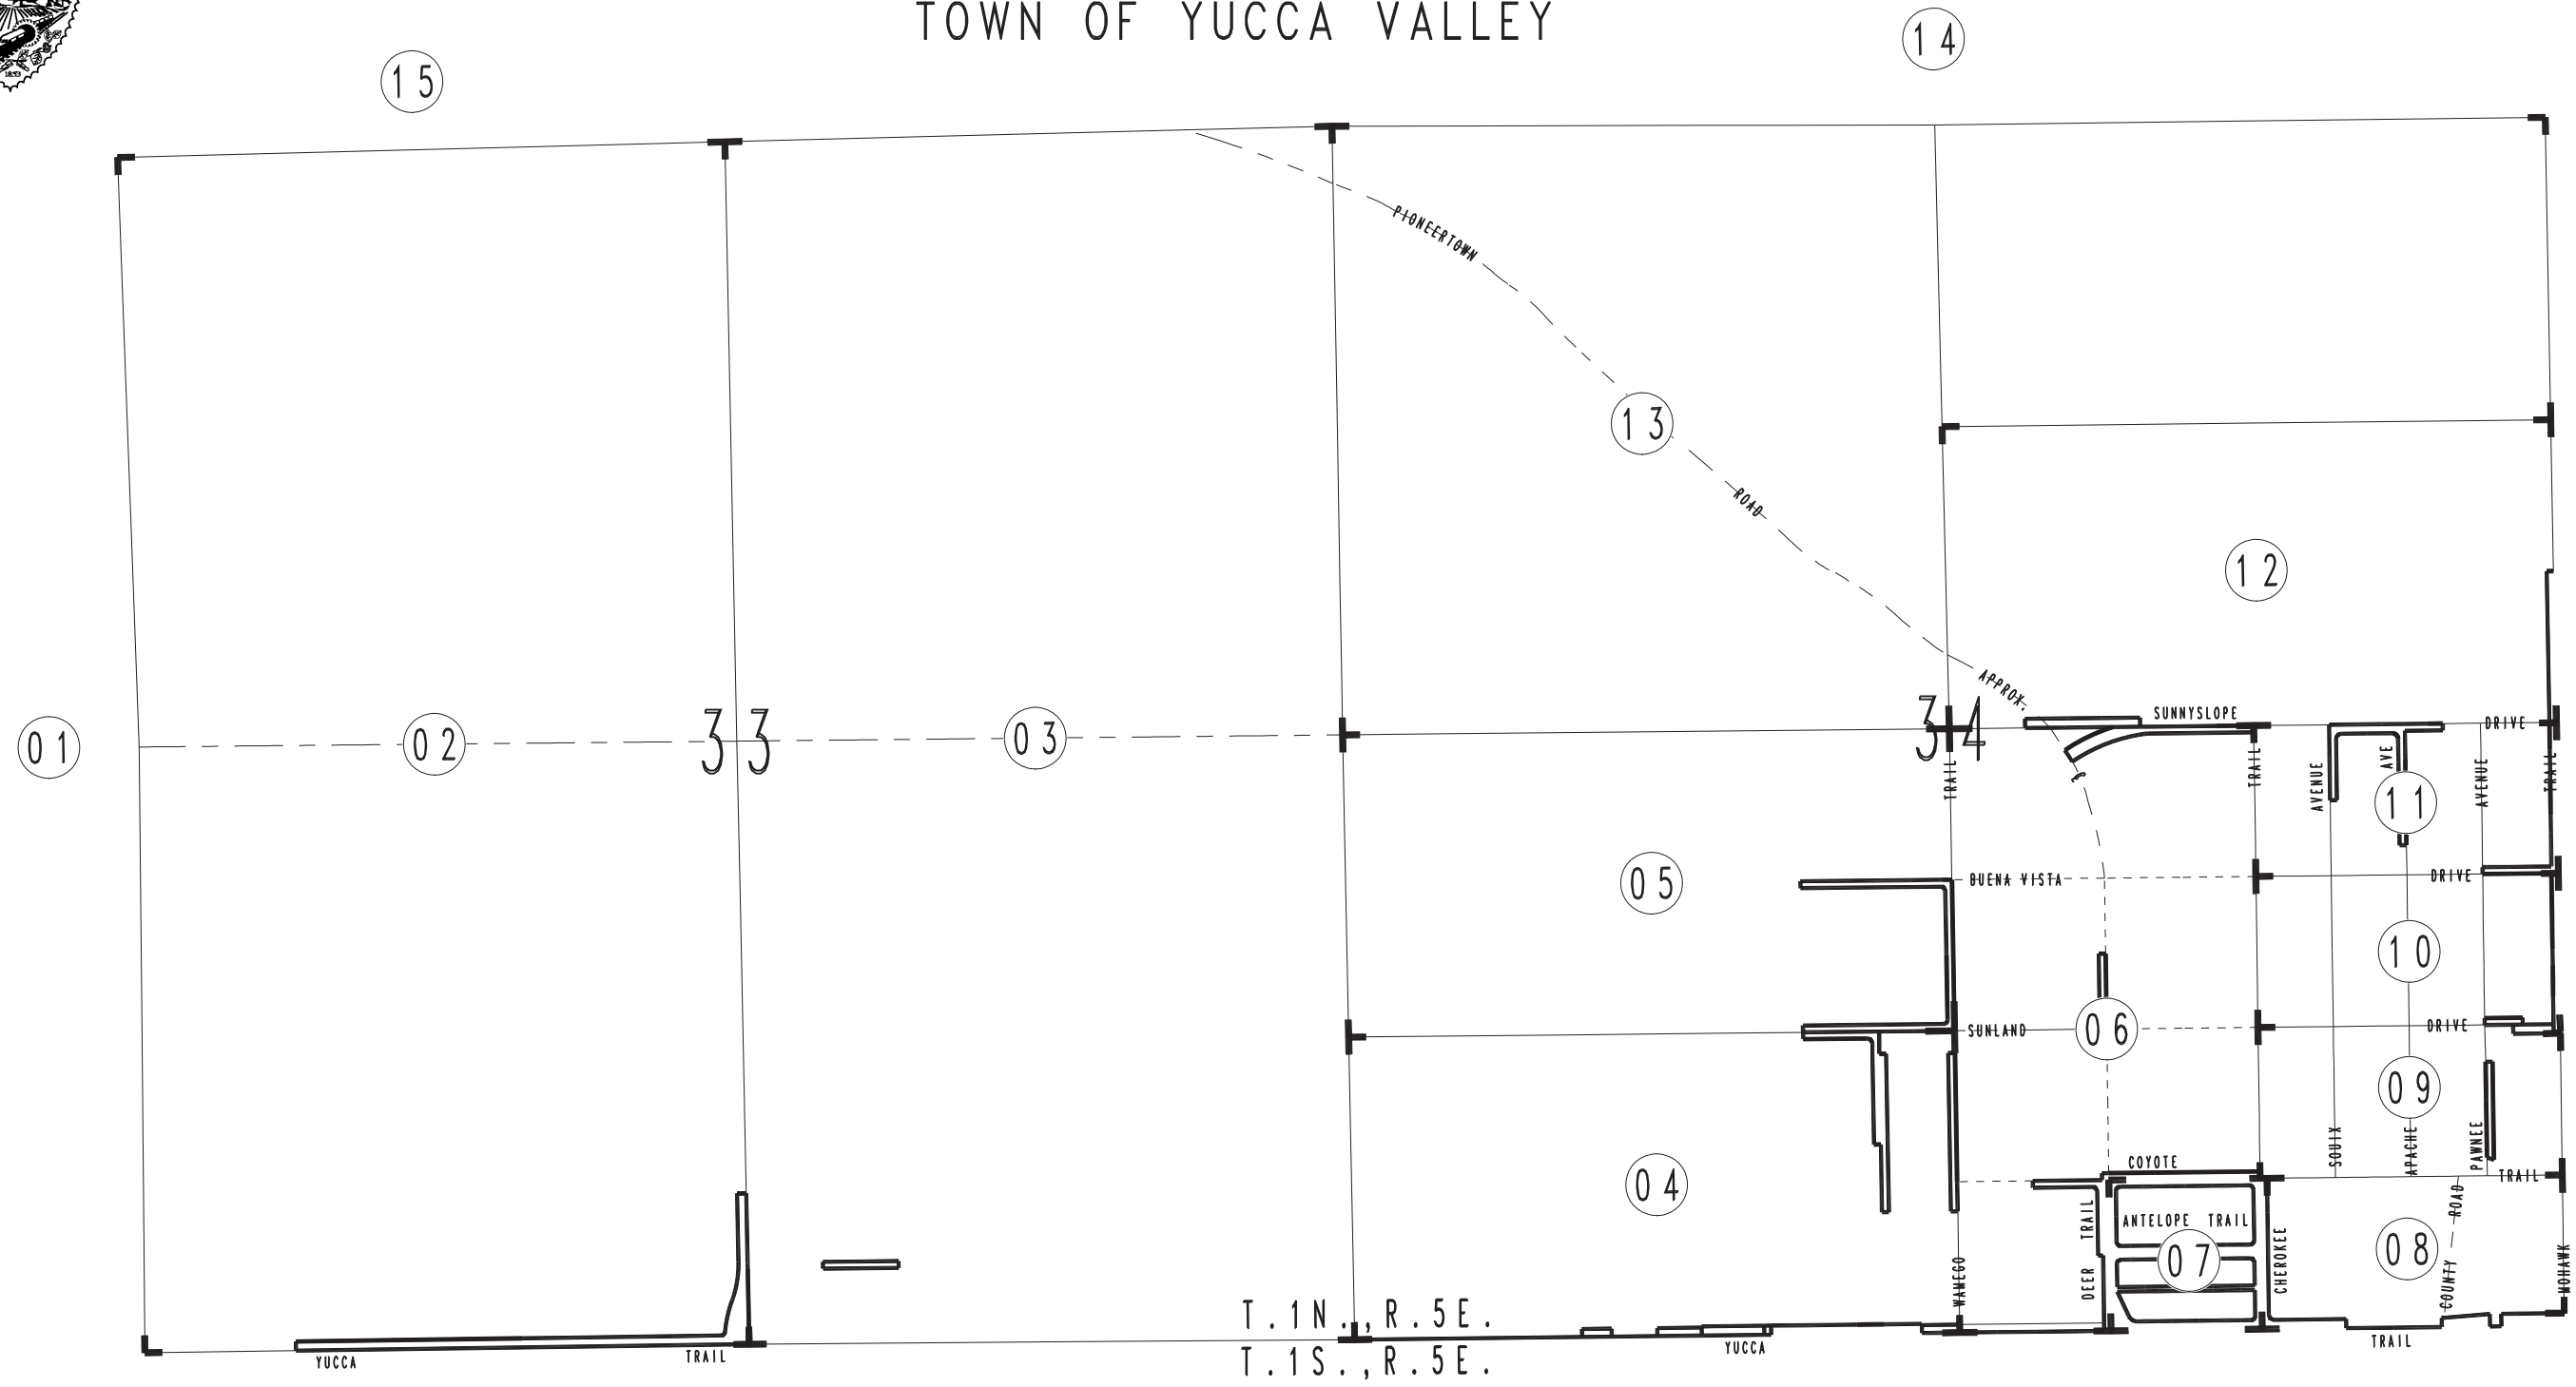 TOWN OF YUCCA VALLEY
14
15
1853
PIONEERTOWN
13
ROAD
12
APPROX.
01
02
33
03
34
SUNNYSLOPE
DRIVE
TRAIL
TRAIL
AVENUE
AVE
AVENUE
TRAIL
11
05
BUENA VISTA
DRIVE
10
SUNLAND
06
DRIVE
09
SOUIX
APACHE
PAWNEE
COYOTE
TRAIL
04
DEER TRAIL
ANTELOPE TRAIL
07
CHEROKEE
08
COUNTY ROAD
WAMEGO
MOHAWK
T.1N.,R.5E.
T.1S.,R.5E.
YUCCA TRAIL
YUCCA
TRAIL